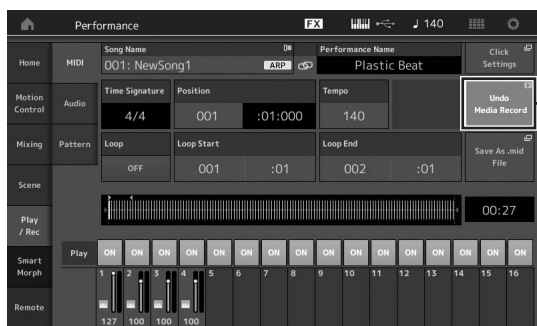 Performance FX 140
Home
Motion Control
Mixing
Scene
Play / Rec
Smart Morph
Remote
MIDI
Audio
Pattern
Song Name
001: NewSong1 ARP
Performance Name
Plastic Beat
Click Settings
Time Signature
4/4
Position
001 :01:000
Tempo
140
Undo Media Record
Loop
OFF
Loop Start
001 :01
Loop End
002 :01
Save As .mid File
00:27
Play ON ON ON ON ON ON ON ON ON ON ON ON ON ON ON ON
1 2 3 4 5 6 7 8 9 10 11 12 13 14 15 16
127 100 100 100